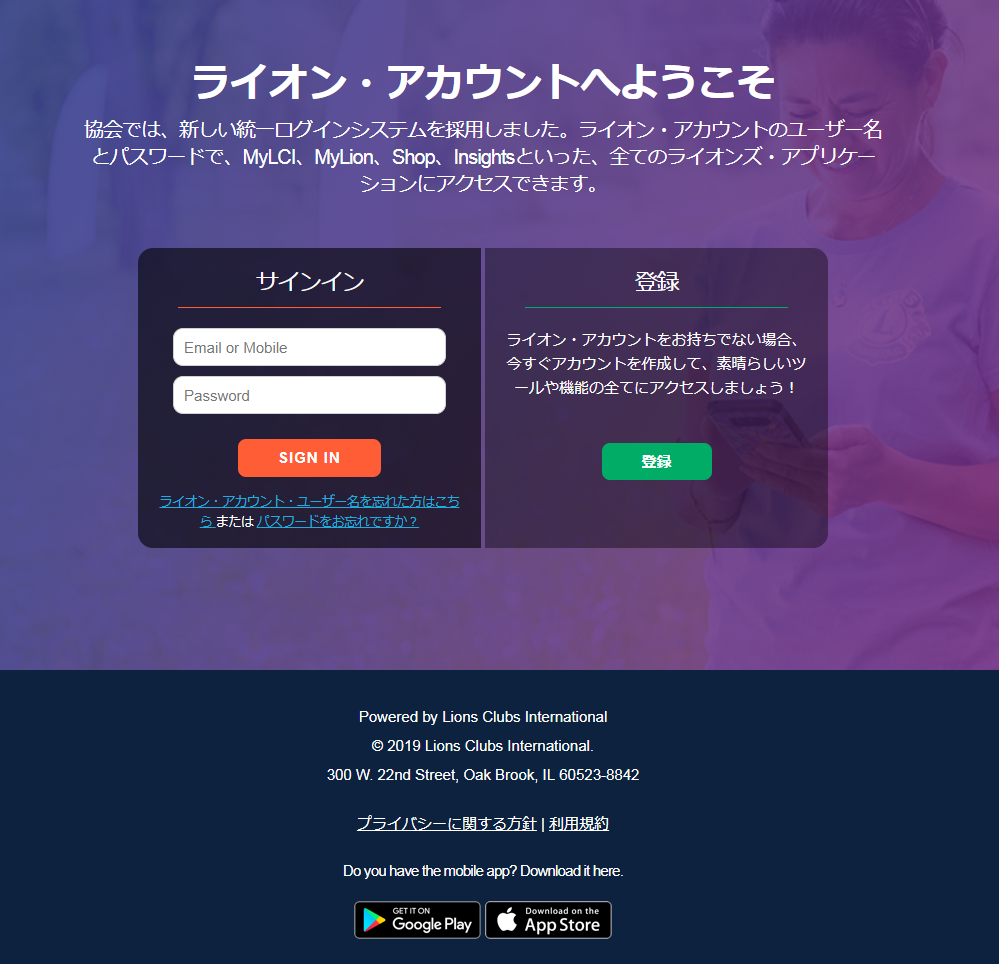 ライオン・アカウントへようこそ
協会では、新しい統一ログインシステムを採用しました。ライオン・アカウントのユーザー名
とパスワードで、MyLCI、MyLion、Shop、Insightsといった、全てのライオンズ・アプリケー
ションにアクセスできます。
サインイン
Email or Mobile
Password
SIGN IN
ライオン・アカウント・ユーザー名を忘れた方はこち
ら または パスワードをお忘れですか ?
登録
ライオン・アカウントをお持ちでない場合、
今すぐアカウントを作成して、素晴らしいツ
ールや機能の全てにアクセスしましょう！
登録
Powered by Lions Clubs International
© 2019 Lions Clubs International.
300 W. 22nd Street, Oak Brook, IL 60523-8842
プライバシーに関する方針 | 利用規約
Do you have the mobile app? Download it here.
GET IT ON
Google Play
Download on the
App Store